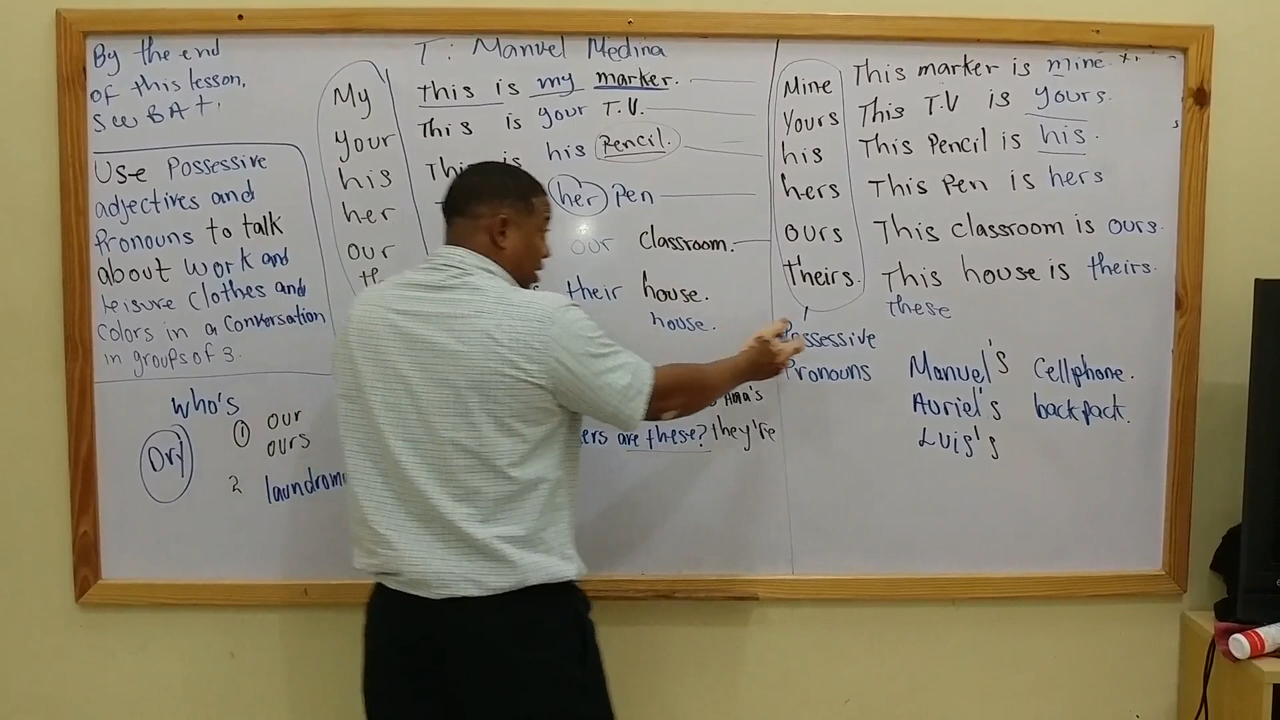 By the end
of this lesson,
SWBAT.
Use Possessive
adjectives and
Pronouns to talk
about work and
leisure clothes and
colors in a conversation
in groups of 3.
Who's
Dry
1 our
ours
2 laundrom
T: Manuel Medina
My
your
his
her
our
th
This is my marker.
This is your T.V.
This is his Pencil.
her pen
our classroom.
their house.
house.
Ana's
ers are these? They're
Mine
Yours
his
hers
ours
Theirs.
Possessive
Pronouns
This marker is mine
This T.V is yours.
This Pencil is his.
This Pen is hers
This classroom is ours.
This house is theirs.
these
Manuel's Cellphone.
Auriel's backpack.
Luis's